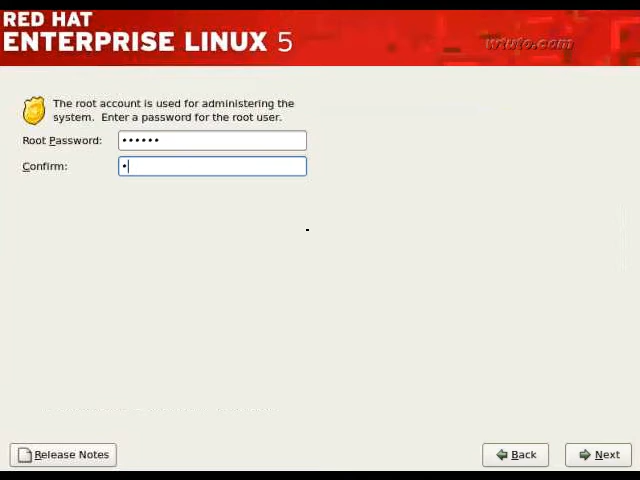 RED HAT
ENTERPRISE LINUX 5
wtuto.com
The root account is used for administering the
system. Enter a password for the root user.
Root Password: ••••••
Confirm: •
Release Notes
Back
Next